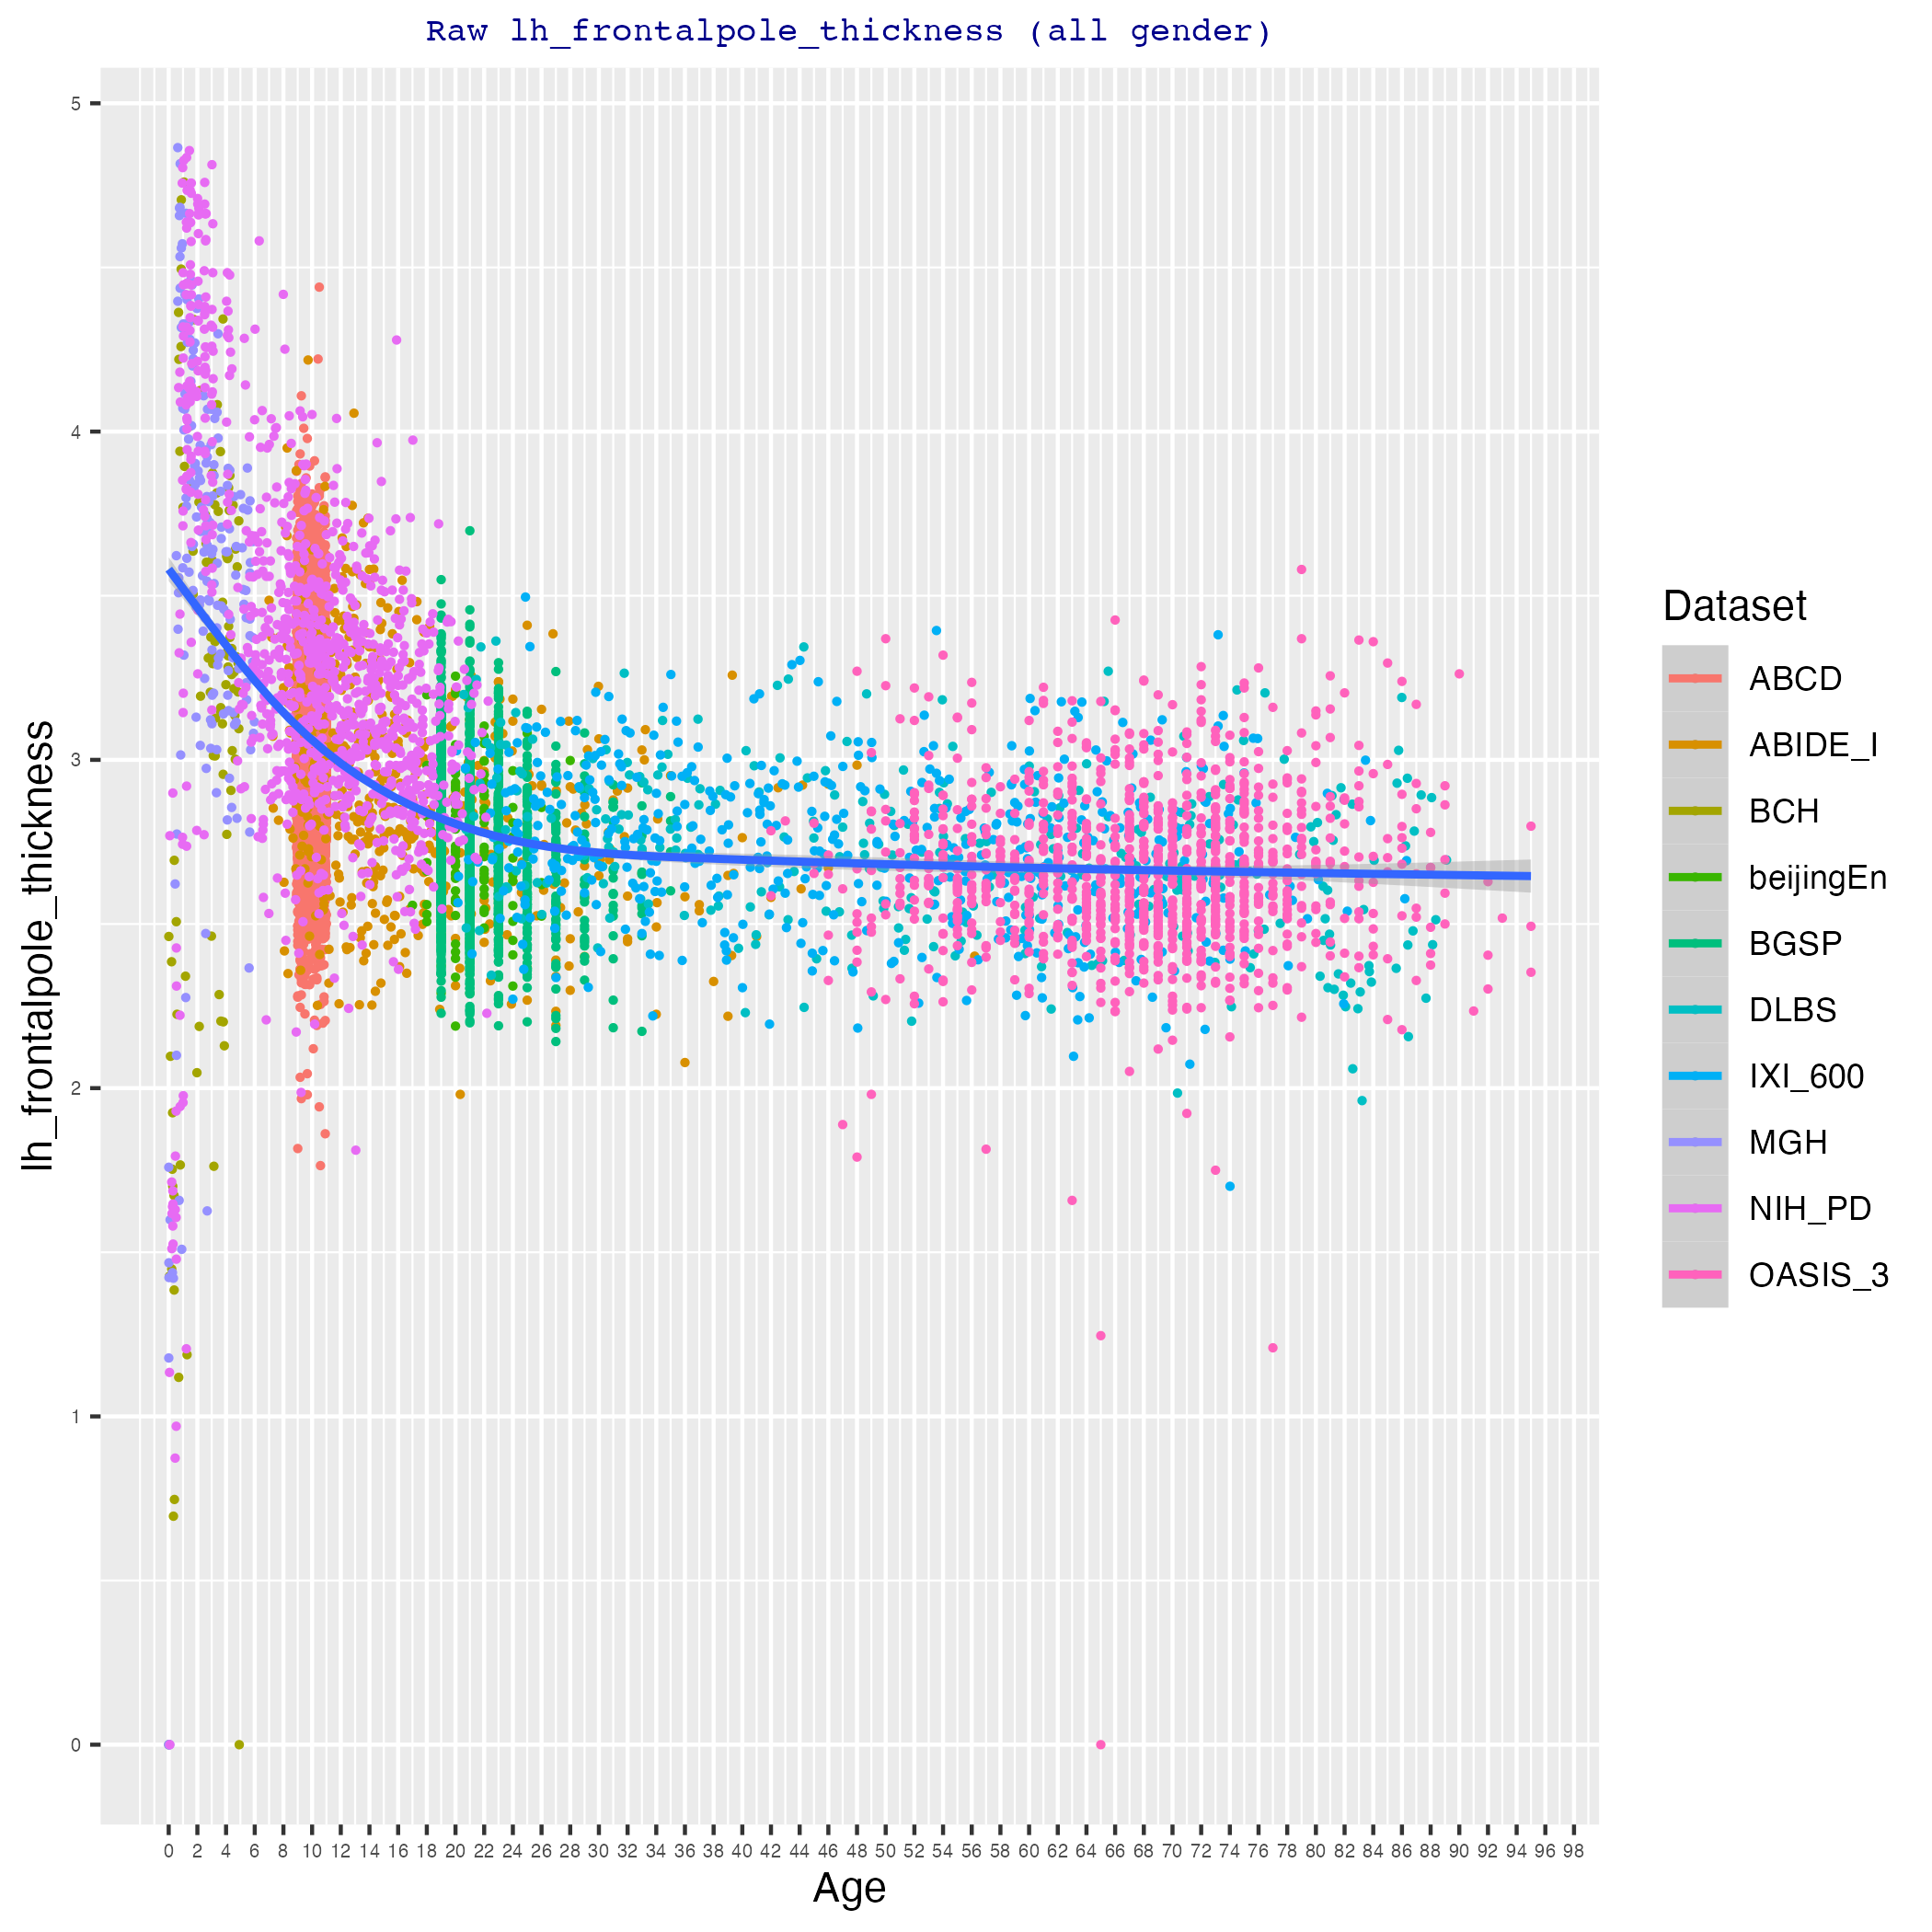 Raw lh_frontalpole_thickness (all gender)
lh_frontalpole_thickness
5
4
3
2
1
0
0 2 4 6 8 10 12 14 16 18 20 22 24 26 28 30 32 34 36 38 40 42 44 46 48 50 52 54 56 58 60 62 64 66 68 70 72 74 76 78 80 82 84 86 88 90 92 94 96 98
Age
Dataset
ABCD
ABIDE_I
BCH
beijingEn
BGSP
DLBS
IXI_600
MGH
NIH_PD
OASIS_3